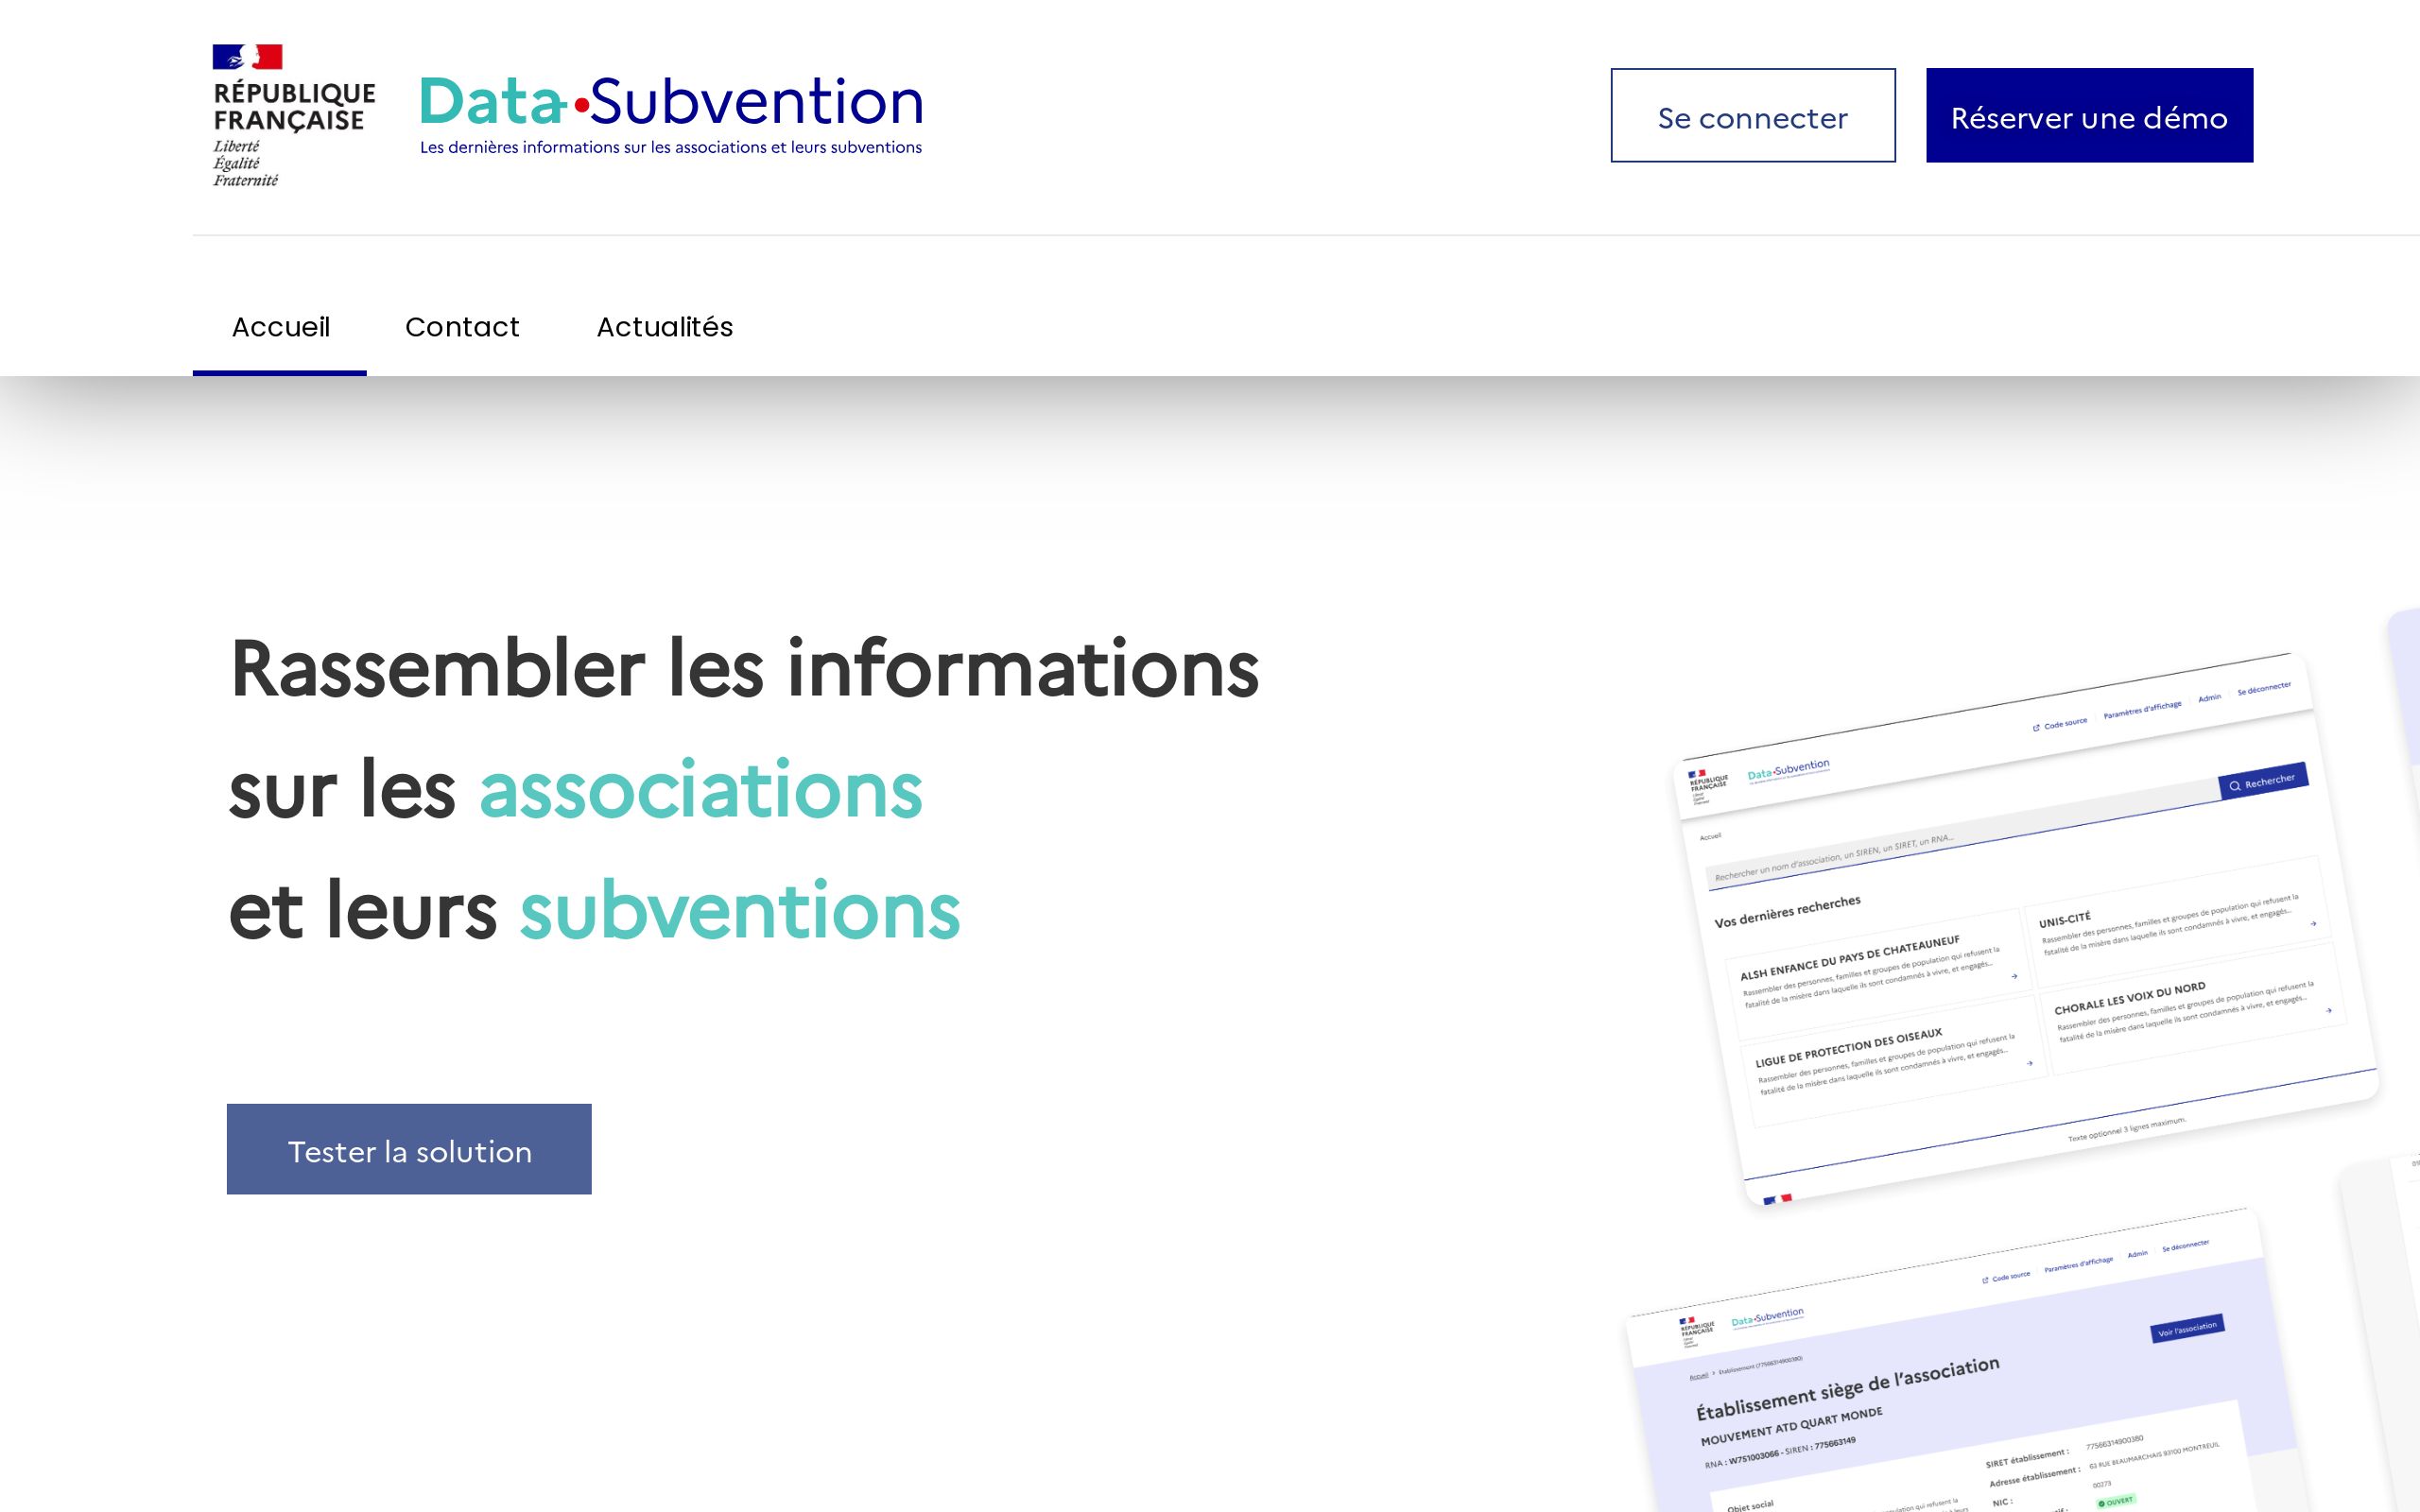 RÉPUBLIQUE
FRANÇAISE
Liberté
Égalité
Fraternité
Data•Subvention
Les dernières informations sur les associations et leurs subventions
Se connecter
Réserver une démo
Accueil
Contact
Actualités
Rassembler les informations
sur les associations
et leurs subventions
Tester la solution
RÉPUBLIQUE
FRANÇAISE
Data•Subvention
Code source
Paramètres d'affichage
Admin
Se déconnecter
Accueil
Rechercher un nom d'association, un SIREN, un SIRET, un RNA...
Rechercher
Vos dernières recherches
ALSH ENFANCE DU PAYS DE CHATEAUNEUF
Rassembler des personnes, familles et groupes de population qui refusent la
fatalité de la misère dans laquelle ils sont condamnés à vivre, et engagés...
UNIS-CITÉ
Rassembler des personnes, familles et groupes de population qui refusent la
fatalité de la misère dans laquelle ils sont condamnés à vivre, et engagés...
LIGUE DE PROTECTION DES OISEAUX
Rassembler des personnes, familles et groupes de population qui refusent la
fatalité de la misère dans laquelle ils sont condamnés à vivre, et engagés...
CHORALE LES VOIX DU NORD
Rassembler des personnes, familles et groupes de population qui refusent la
fatalité de la misère dans laquelle ils sont condamnés à vivre, et engagés...
Texte optionnel 3 lignes maximum.
RÉPUBLIQUE
FRANÇAISE
Data•Subvention
Code source
Paramètres d'affichage
Admin
Se déconnecter
Accueil > Etablissement (77566314900380)
Voir l'association
Établissement siège de l'association
MOUVEMENT ATD QUART MONDE
RNA : W751003066 - SIREN : 775663149
Objet social
SIRET établissement : 77566314900380
Adresse établissement : 63 RUE BEAUMARCHAIS 93100 MONTREUIL
NIC : 00273
OUVERT